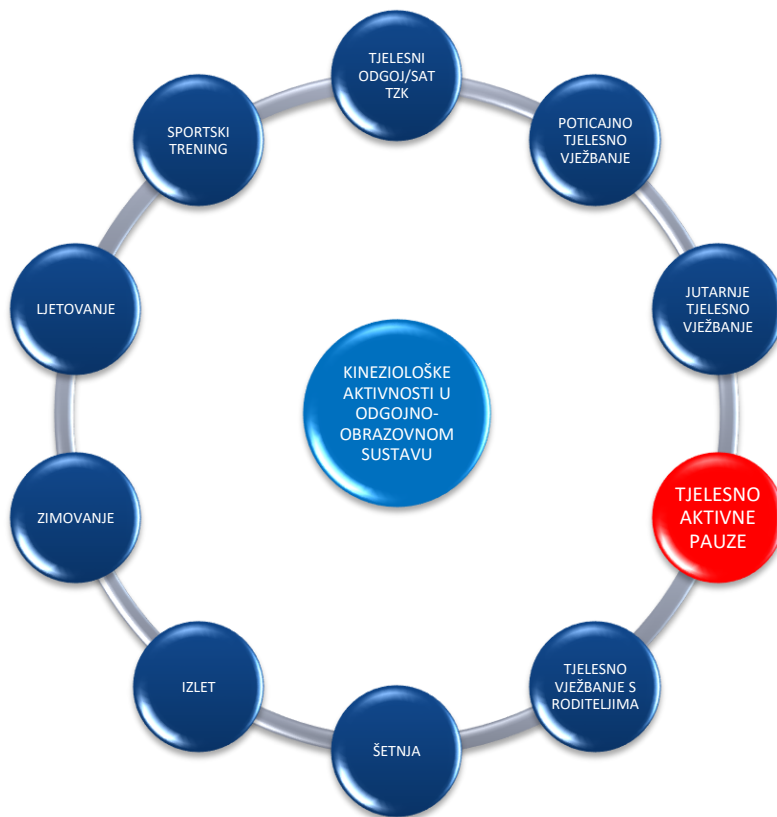 TJELESNI
ODGOJ/SAT
TZK
POTICAJNO
TJELESNO
VJEŽBANJE
JUTARNJE
TJELESNO
VJEŽBANJE
TJELESNO
AKTIVNE
PAUZE
TJELESNO
VJEŽBANJE S
RODITELJIMA
ŠETNJA
IZLET
ZIMOVANJE
LJETOVANJE
SPORTSKI
TRENING
KINEZIOLOŠKE
AKTIVNOSTI U
ODGOJNO-
OBRAZOVNOM
SUSTAVU